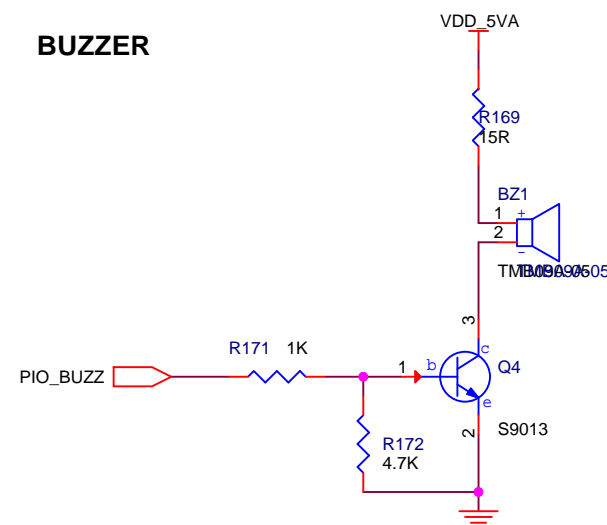 VDD_5VA
BUZZER
R169
15R
BZ1
1 +
2
-
R171 1K
3
c
PIO_BUZZ
1 b
Q4
e
R172
4.7K
2
S9013